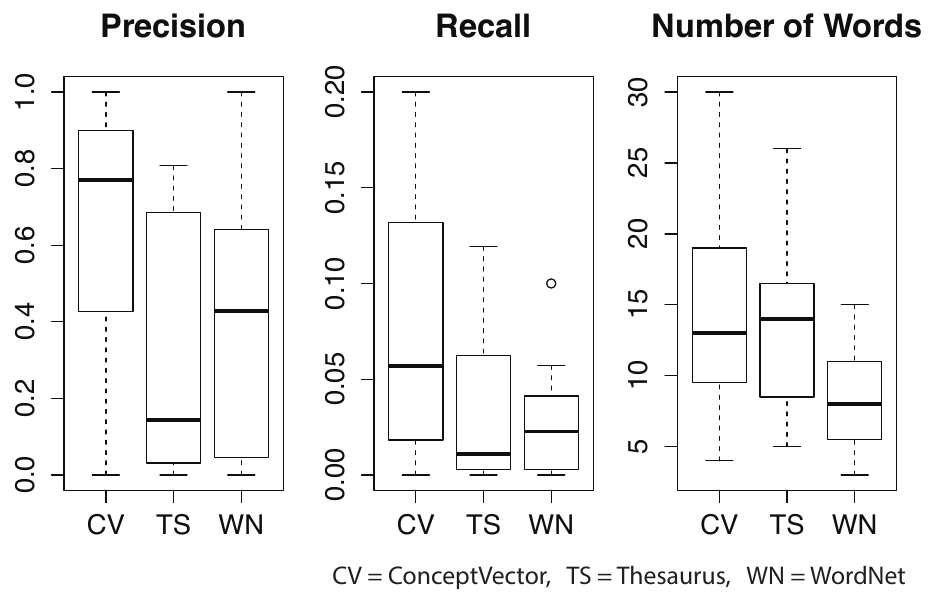 Precision
Recall
Number of Words
1.0
0.8
0.6
0.4
0.2
0.0
CV TS WN
0.20
0.15
0.10
0.05
0.00
CV TS WN
30
25
20
15
10
5
CV TS WN
CV = ConceptVector, TS = Thesaurus, WN = WordNet